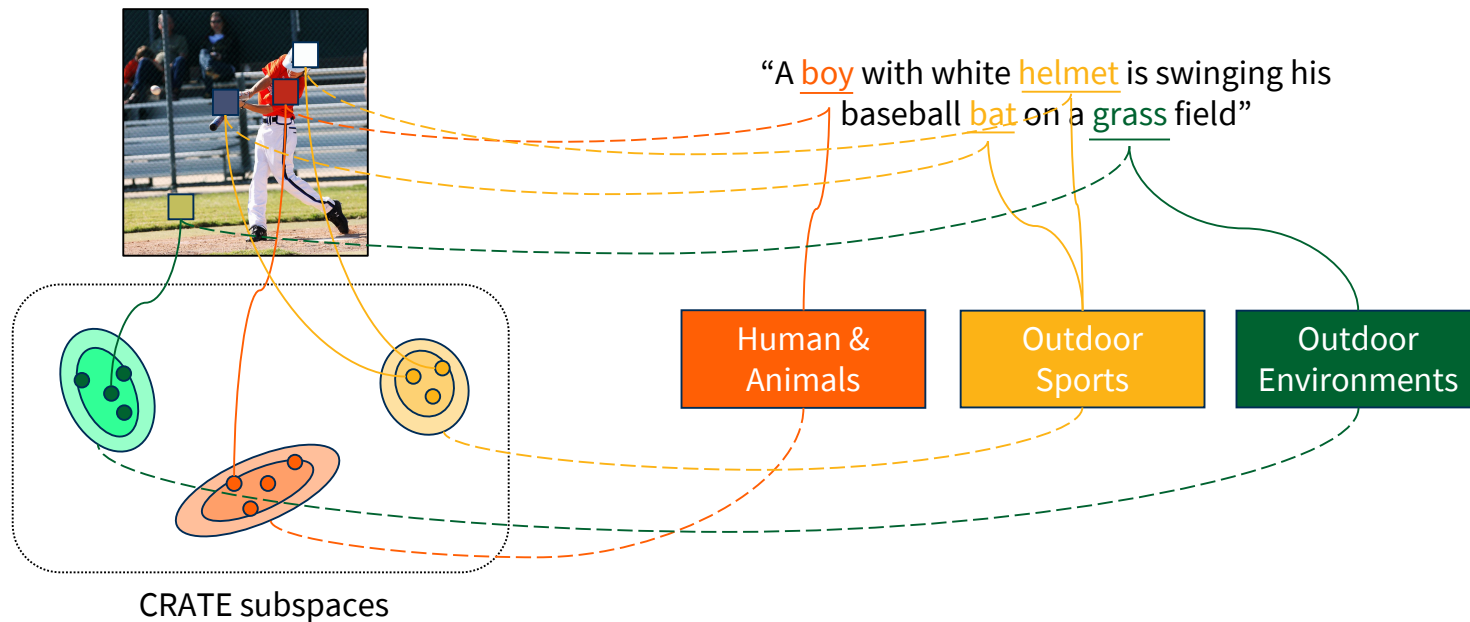 “A boy with white helmet is swinging his
baseball bat on a grass field”
Human &
Animals
Outdoor
Sports
Outdoor
Environments
CRATE subspaces